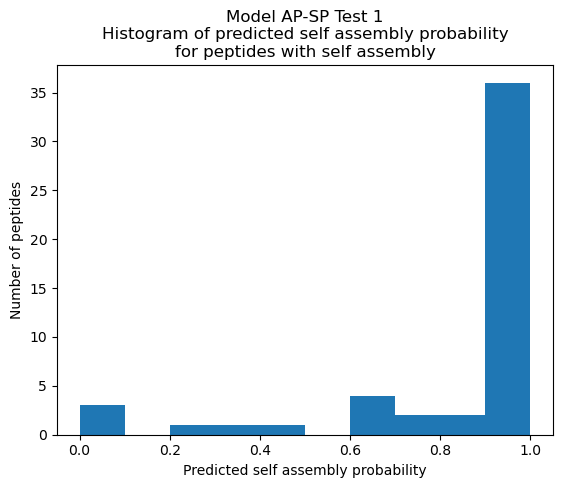 Model AP-SP Test 1
Histogram of predicted self assembly probability
for peptides with self assembly
35
30
25
20
15
10
5
0
Number of peptides
0.0 0.2 0.4 0.6 0.8 1.0
Predicted self assembly probability